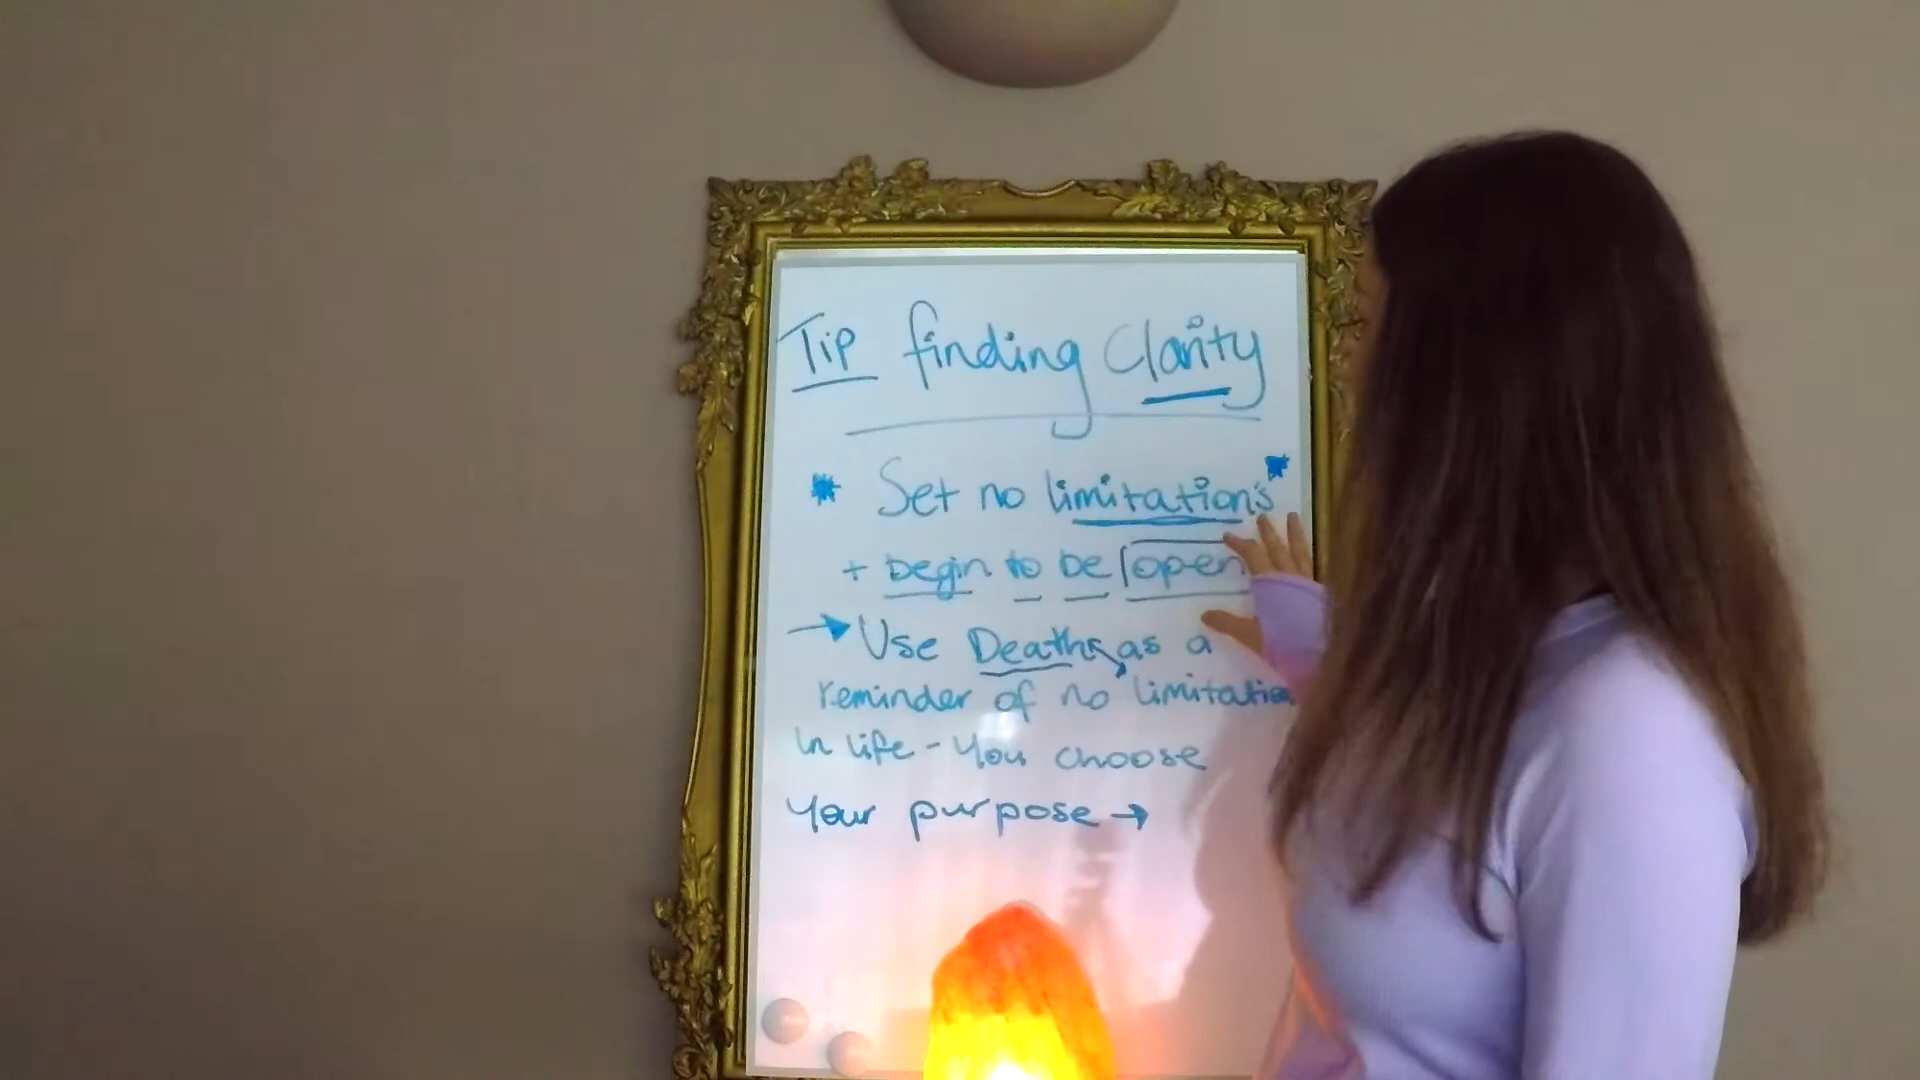 Tip finding Clarity
* Set no limitations *
+ begin to be open
→ Use Deaths as a
reminder of no limitation
In life - You choose
Your purpose →